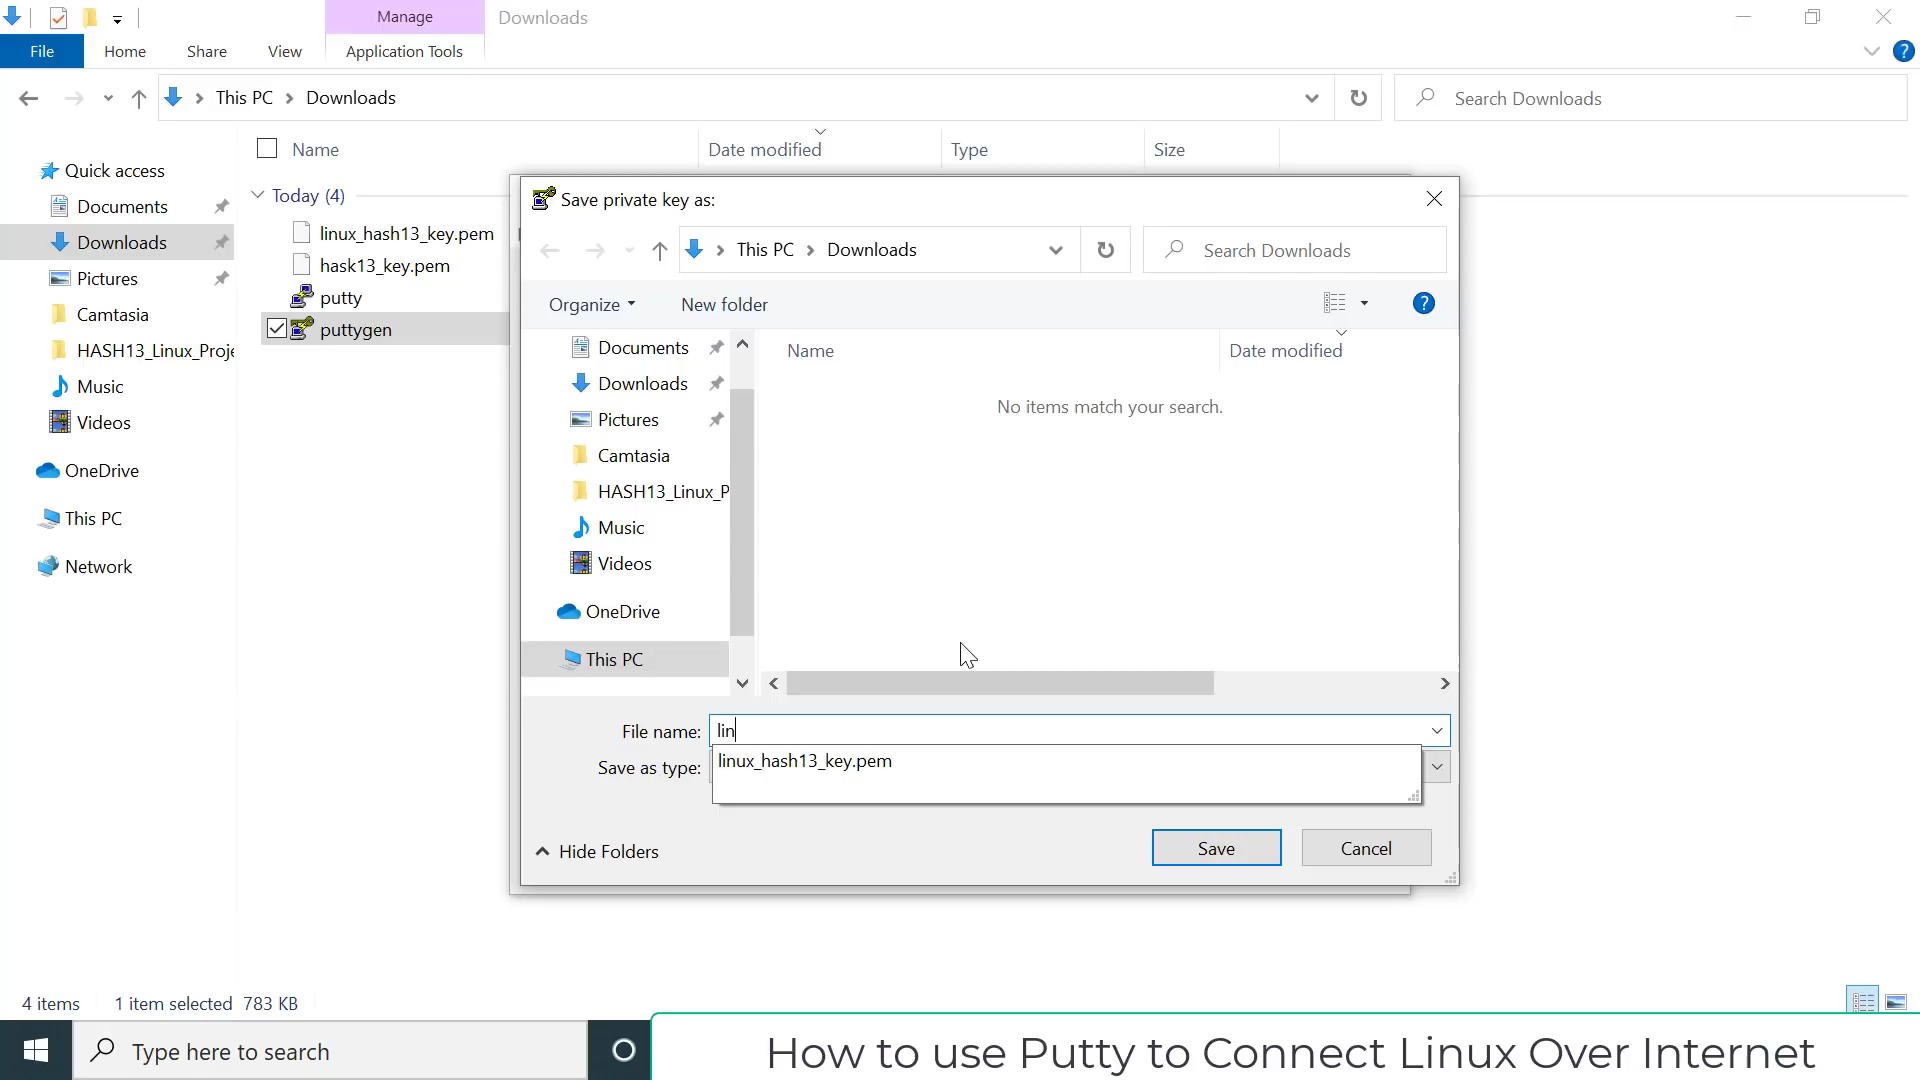 Manage
Downloads
File
Home
Share
View
Application Tools
This PC
Downloads
Search Downloads
Name
Date modified
Type
Size
Quick access
Documents
Downloads
Pictures
Camtasia
HASH13_Linux_Proje
Music
Videos
OneDrive
This PC
Network
Today (4)
linux_hash13_key.pem
hask13_key.pem
putty
puttygen
Save private key as:
This PC
Downloads
Search Downloads
Organize
New folder
?
Documents
Downloads
Pictures
Camtasia
HASH13_Linux_P
Music
Videos
OneDrive
This PC
Name
Date modified
No items match your search.
File name:
lin
linux_hash13_key.pem
Save as type:
Hide Folders
Save
Cancel
4 items
1 item selected 783 KB
Type here to search
How to use Putty to Connect Linux Over Internet
?